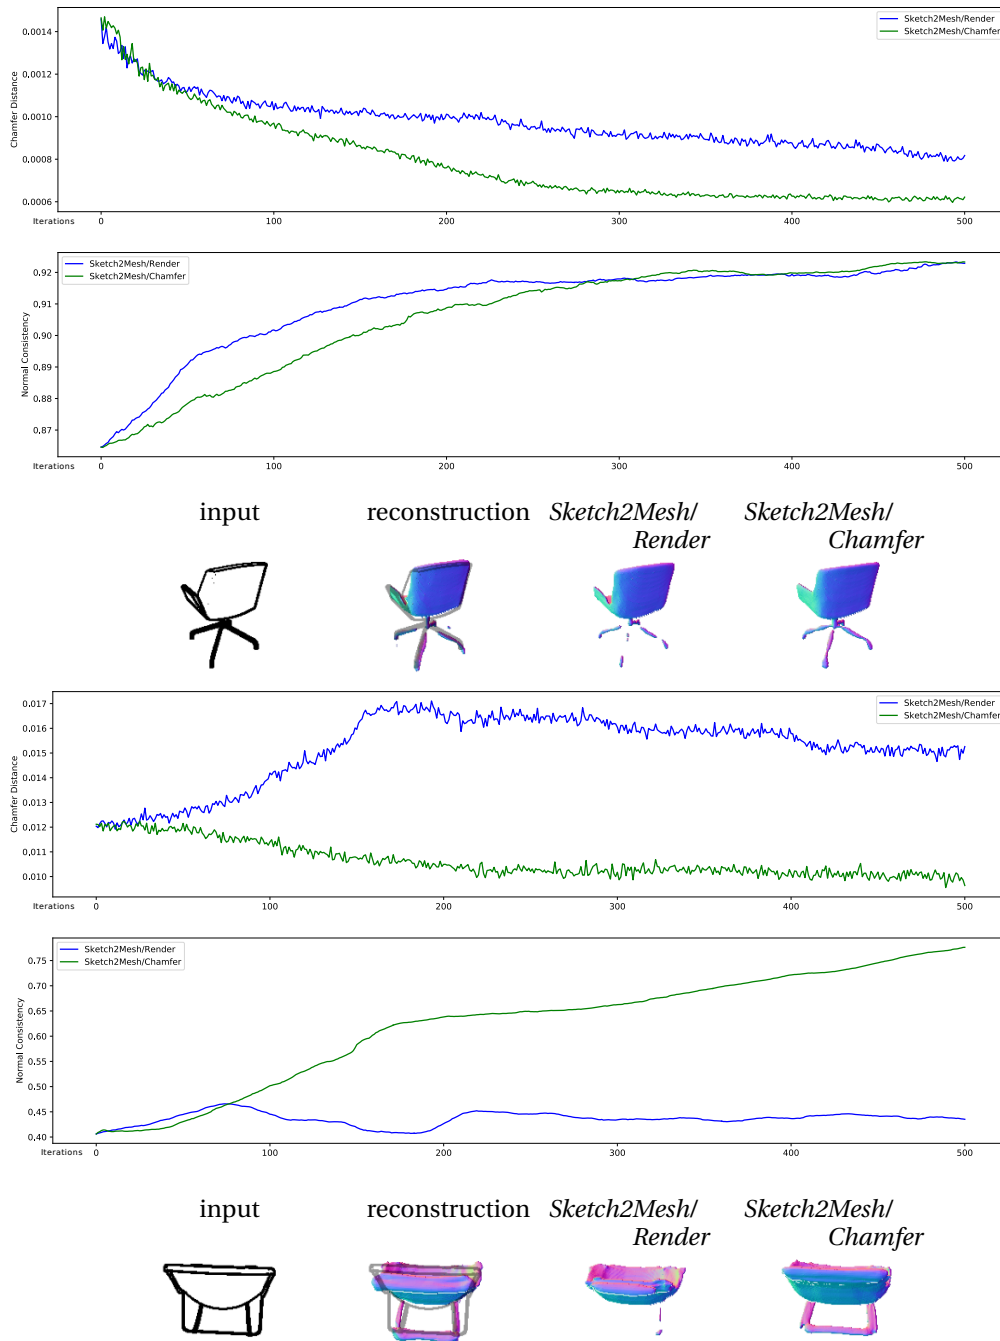 Sketch2Mesh/Render
Sketch2Mesh/Chamfer
Chamfer Distance
0.0014
0.0012
0.0010
0.0008
0.0006
Iterations 0 100 200 300 400 500
Sketch2Mesh/Render
Sketch2Mesh/Chamfer
Normal Consistency
0.92
0.91
0.90
0.89
0.88
0.87
Iterations 0 100 200 300 400 500
input reconstruction Sketch2Mesh/ Sketch2Mesh/
Render Chamfer
Sketch2Mesh/Render
Sketch2Mesh/Chamfer
Chamfer Distance
0.017
0.016
0.015
0.014
0.013
0.012
0.011
0.010
Iterations 0 100 200 300 400 500
Sketch2Mesh/Render
Sketch2Mesh/Chamfer
Normal Consistency
0.75
0.70
0.65
0.60
0.55
0.50
0.45
0.40
Iterations 0 100 200 300 400 500
input reconstruction Sketch2Mesh/ Sketch2Mesh/
Render Chamfer